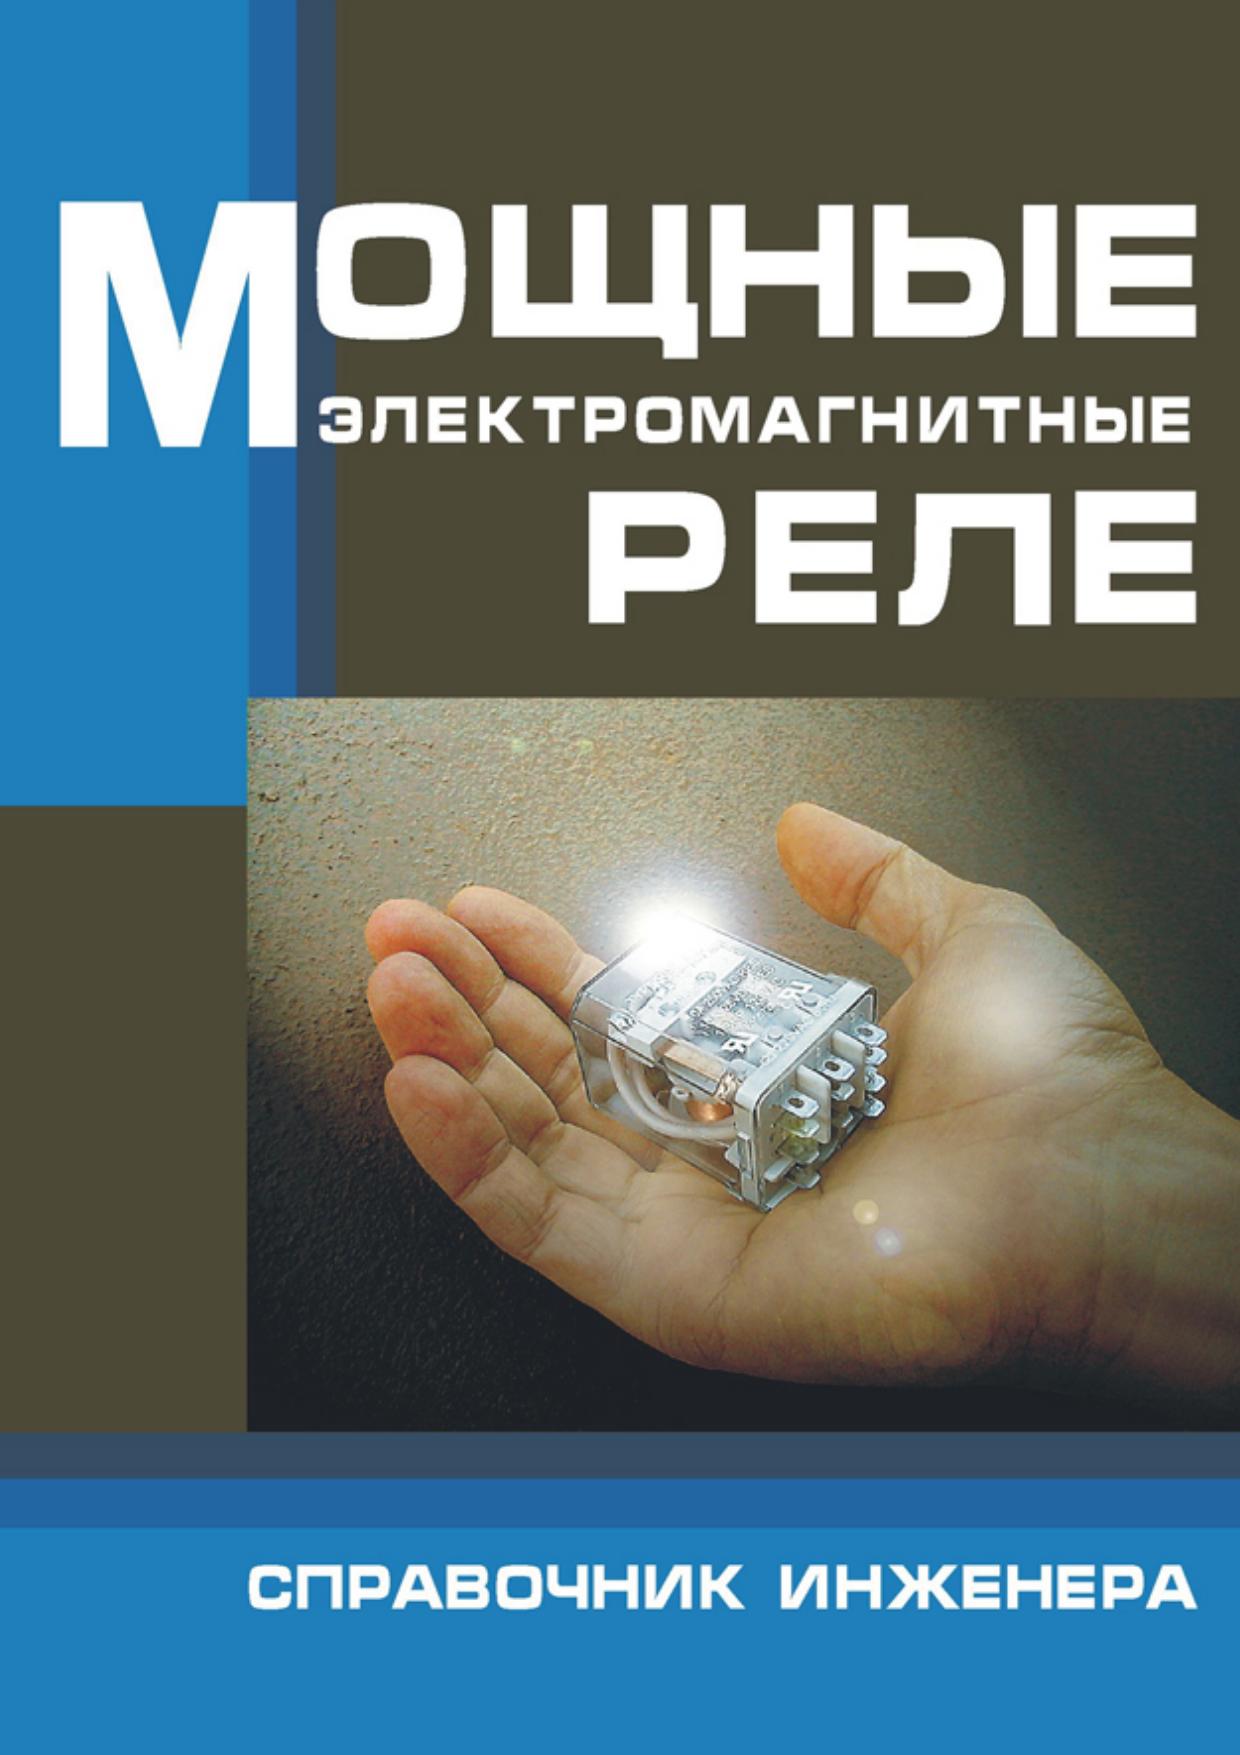 МОЩНЫЕ
ЭЛЕКТРОМАГНИТНЫЕ
РЕЛЕ
СПРАВОЧНИК ИНЖЕНЕРА